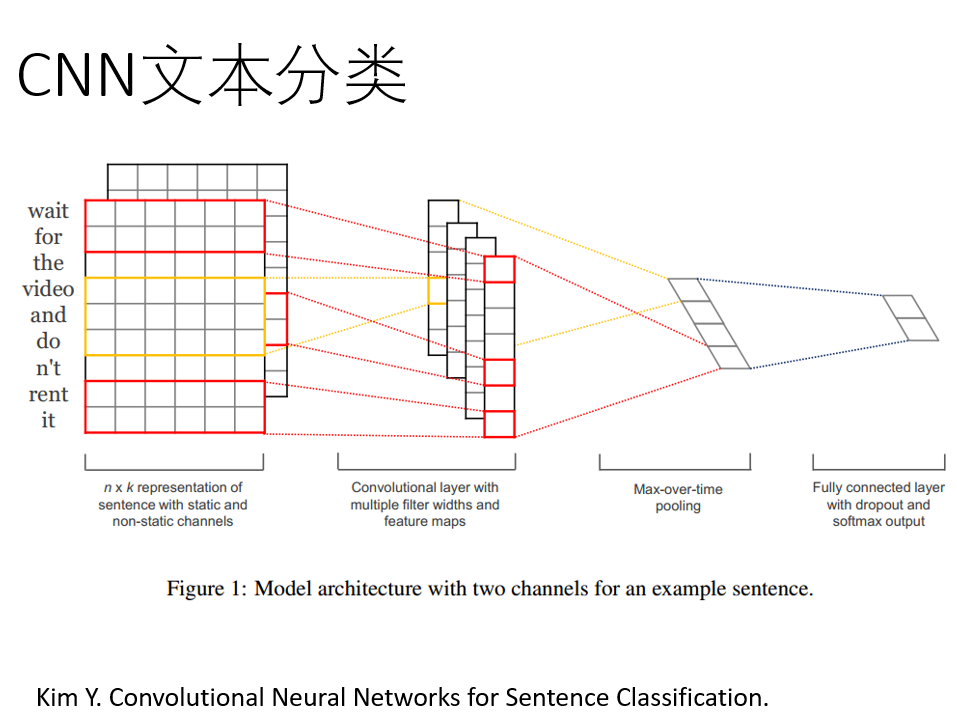 CNN文本分类
wait
for
the
video
and
do
n't
rent
it
n x k representation of
sentence with static and
non-static channels
Convolutional layer with
multiple filter widths and
feature maps
Max-over-time
pooling
Fully connected layer
with dropout and
softmax output
Figure 1: Model architecture with two channels for an example sentence.
Kim Y. Convolutional Neural Networks for Sentence Classification.